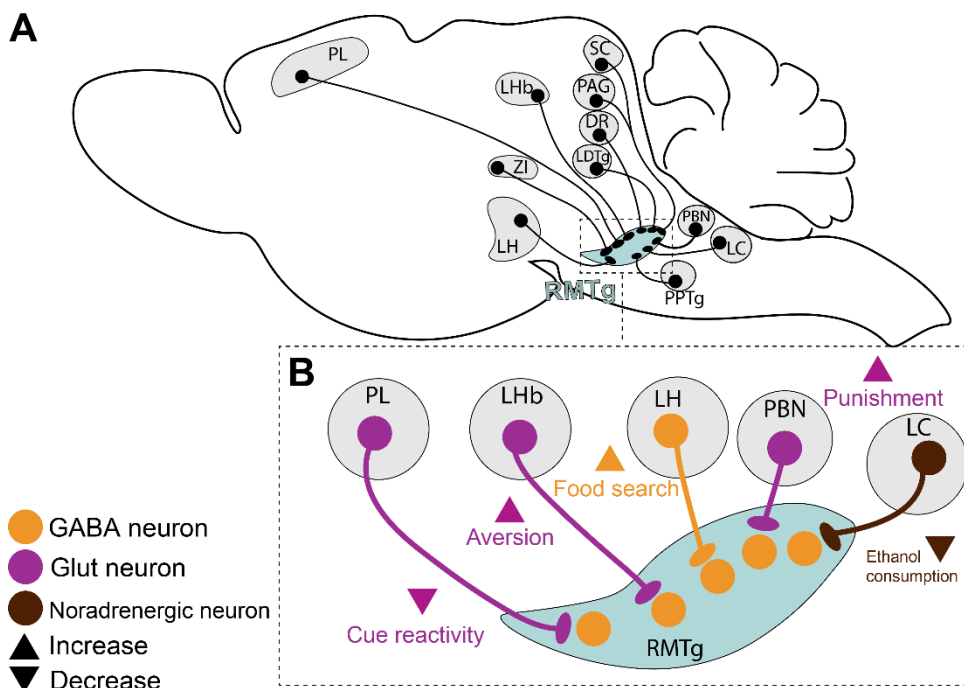 A
PL
SC
LHb
PAG
DR
LDTg
ZI
PBN
LH
LC
RMTg
PPTg
B
PL
LHb
LH
PBN
Punishment
LC
Food search
GABA neuron
Aversion
Glut neuron
Ethanol
consumption
Noradrenergic neuron
Cue reactivity
RMTg
Increase
Decrease